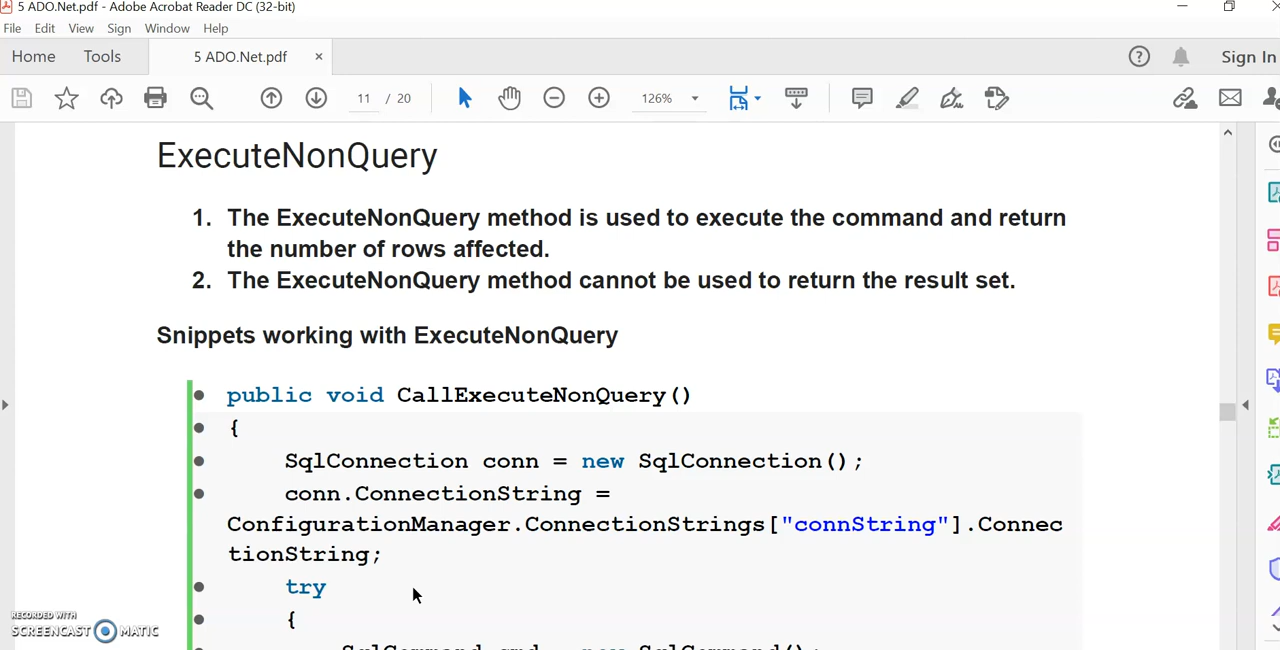 5 ADO.Net.pdf - Adobe Acrobat Reader DC (32-bit)
File Edit View Sign Window Help
Home Tools 5 ADO.Net.pdf × Sign In
11 / 20 126%
ExecuteNonQuery
1. The ExecuteNonQuery method is used to execute the command and return
the number of rows affected.
2. The ExecuteNonQuery method cannot be used to return the result set.
Snippets working with ExecuteNonQuery
public void CallExecuteNonQuery()
{
SqlConnection conn = new SqlConnection();
conn.ConnectionString =
ConfigurationManager.ConnectionStrings["connString"].Connec
tionString;
try
{
SqlCommand cmd = new SqlCommand();
RECORDED WITH
SCREENCAST MATIC